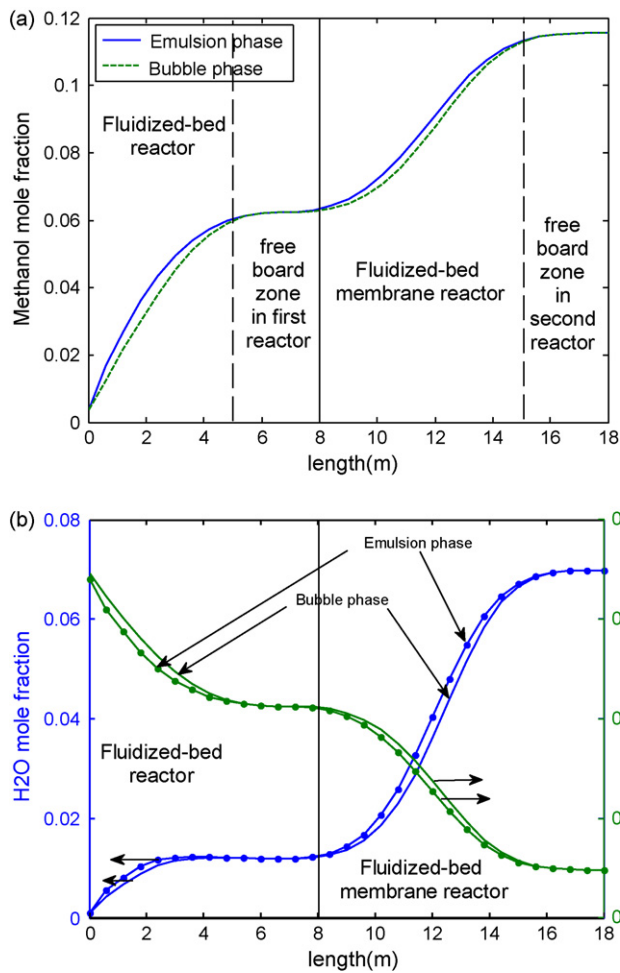 (a)
0.12
0.1
0.08
0.06
0.04
0.02
0
Methanol mole fraction
Emulsion phase
Bubble phase
Fluidized-bed
reactor
free
board
zone
in first
reactor
Fluidized-bed
membrane reactor
free
board
zone
in
second
reactor
0 2 4 6 8 10 12 14 16 18
length(m)
(b)
0.08
0.06
0.04
0.02
0
H2O mole fraction
Emulsion phase
Bubble phase
Fluidized-bed
reactor
Fluidized-bed
membrane reactor
0 2 4 6 8 10 12 14 16 18
length(m)